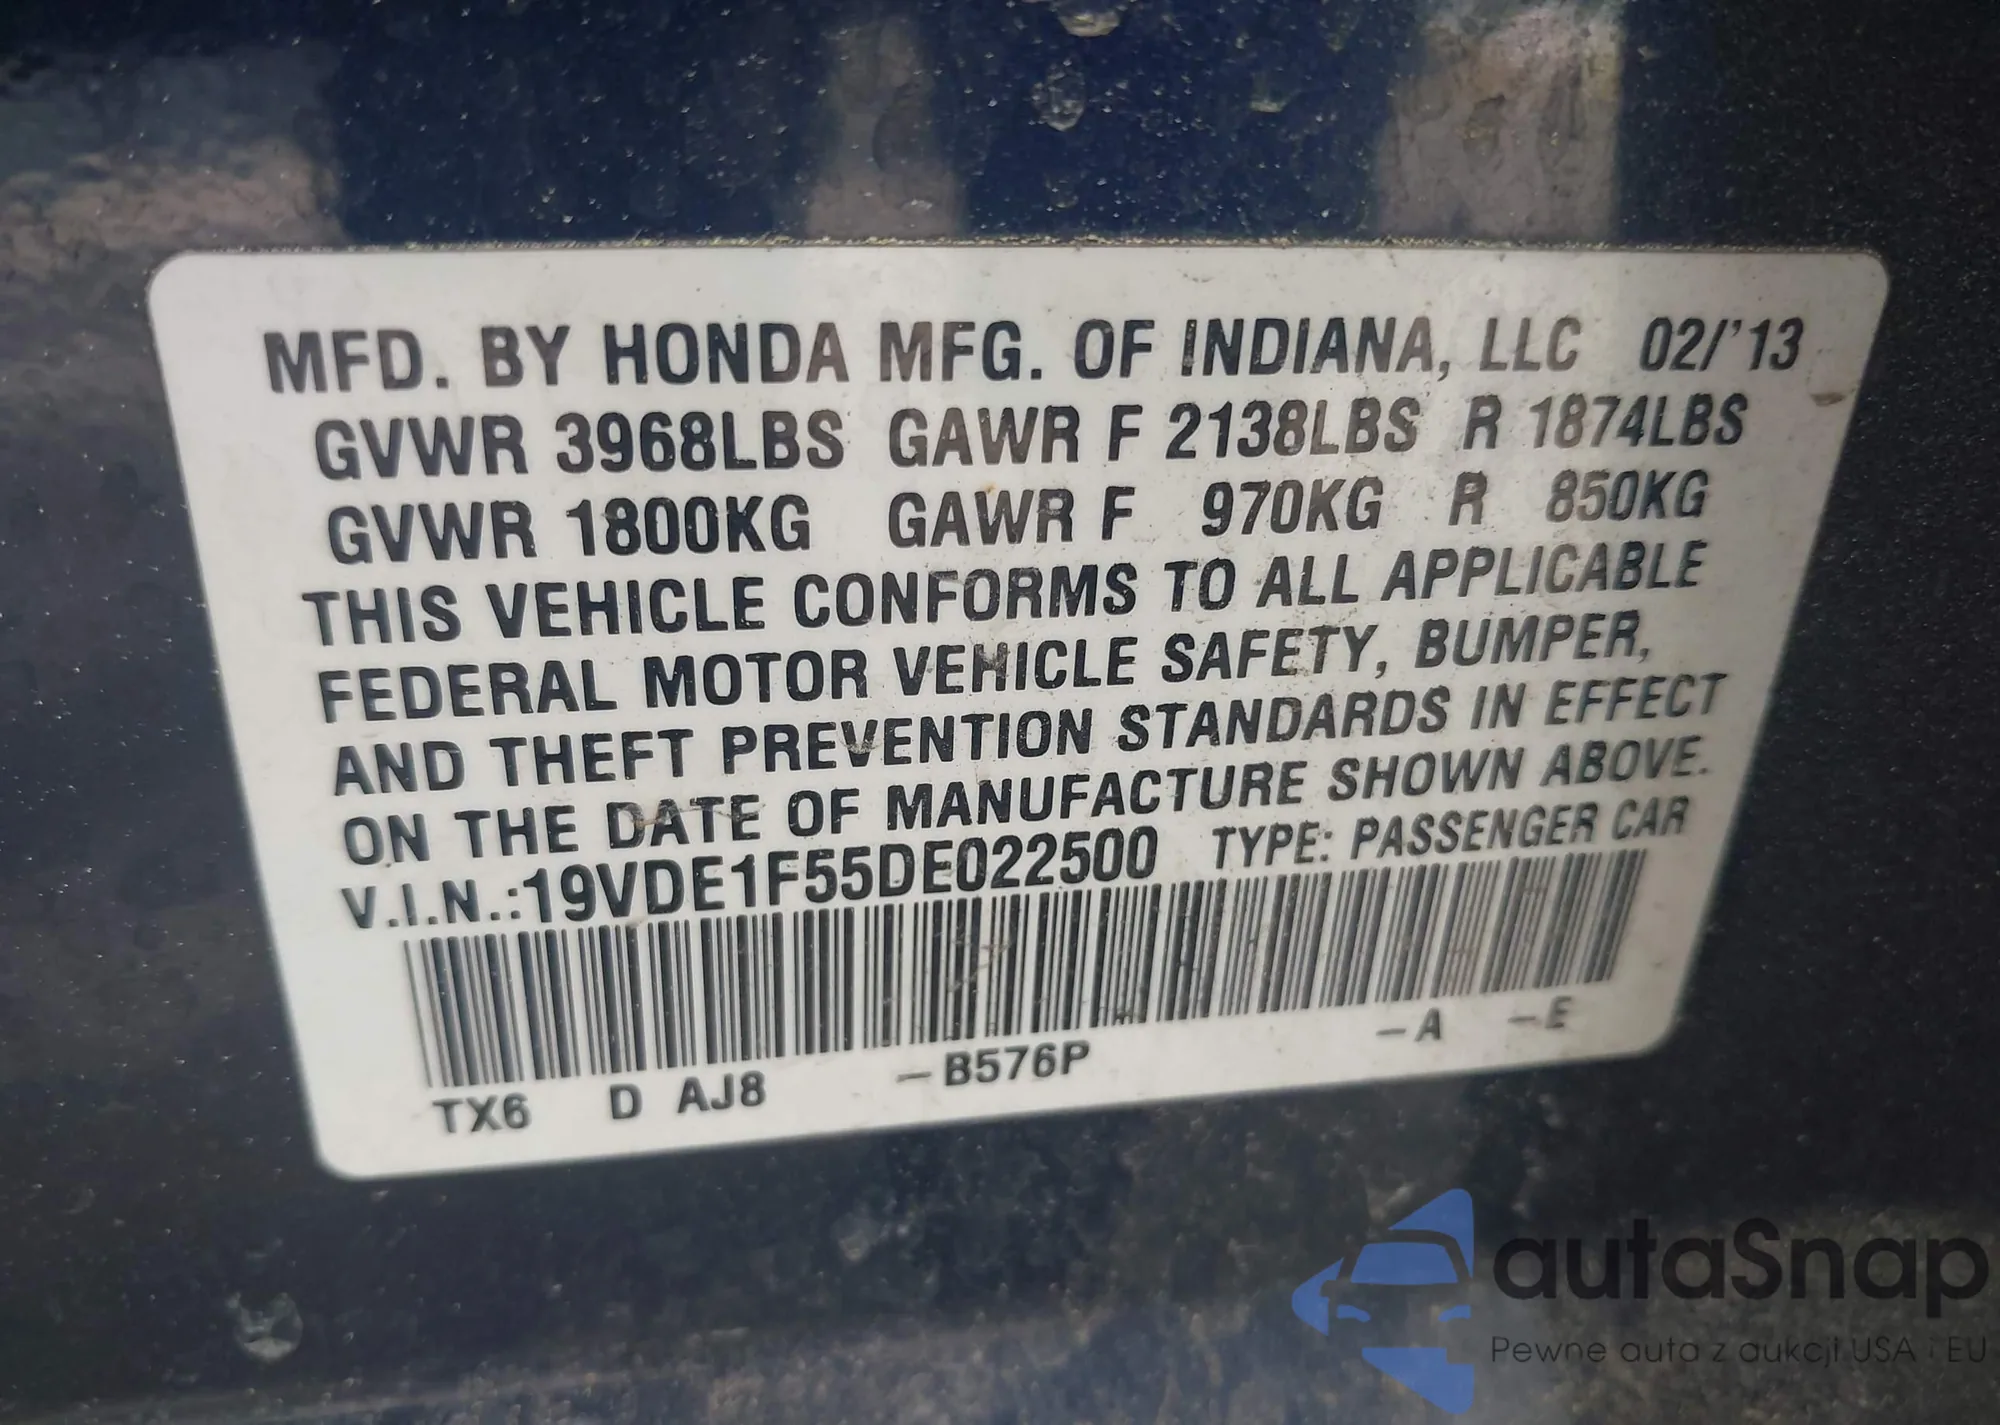 MFD. BY HONDA MFG. OF INDIANA, LLC 02/'13
GVWR 3968LBS GAWR F 2138LBS R 1874LBS
GVWR 1800KG GAWR F 970KG R 850KG
THIS VEHICLE CONFORMS TO ALL APPLICABLE
FEDERAL MOTOR VEHICLE SAFETY, BUMPER,
AND THEFT PREVENTION STANDARDS IN EFFECT
ON THE DATE OF MANUFACTURE SHOWN ABOVE.
V.I.N.:19VDE1F55DE022500 TYPE: PASSENGER CAR
TX6 D AJ8 –B576P –A –E
autaSnap
Pewne auta z aukcji USA i EU